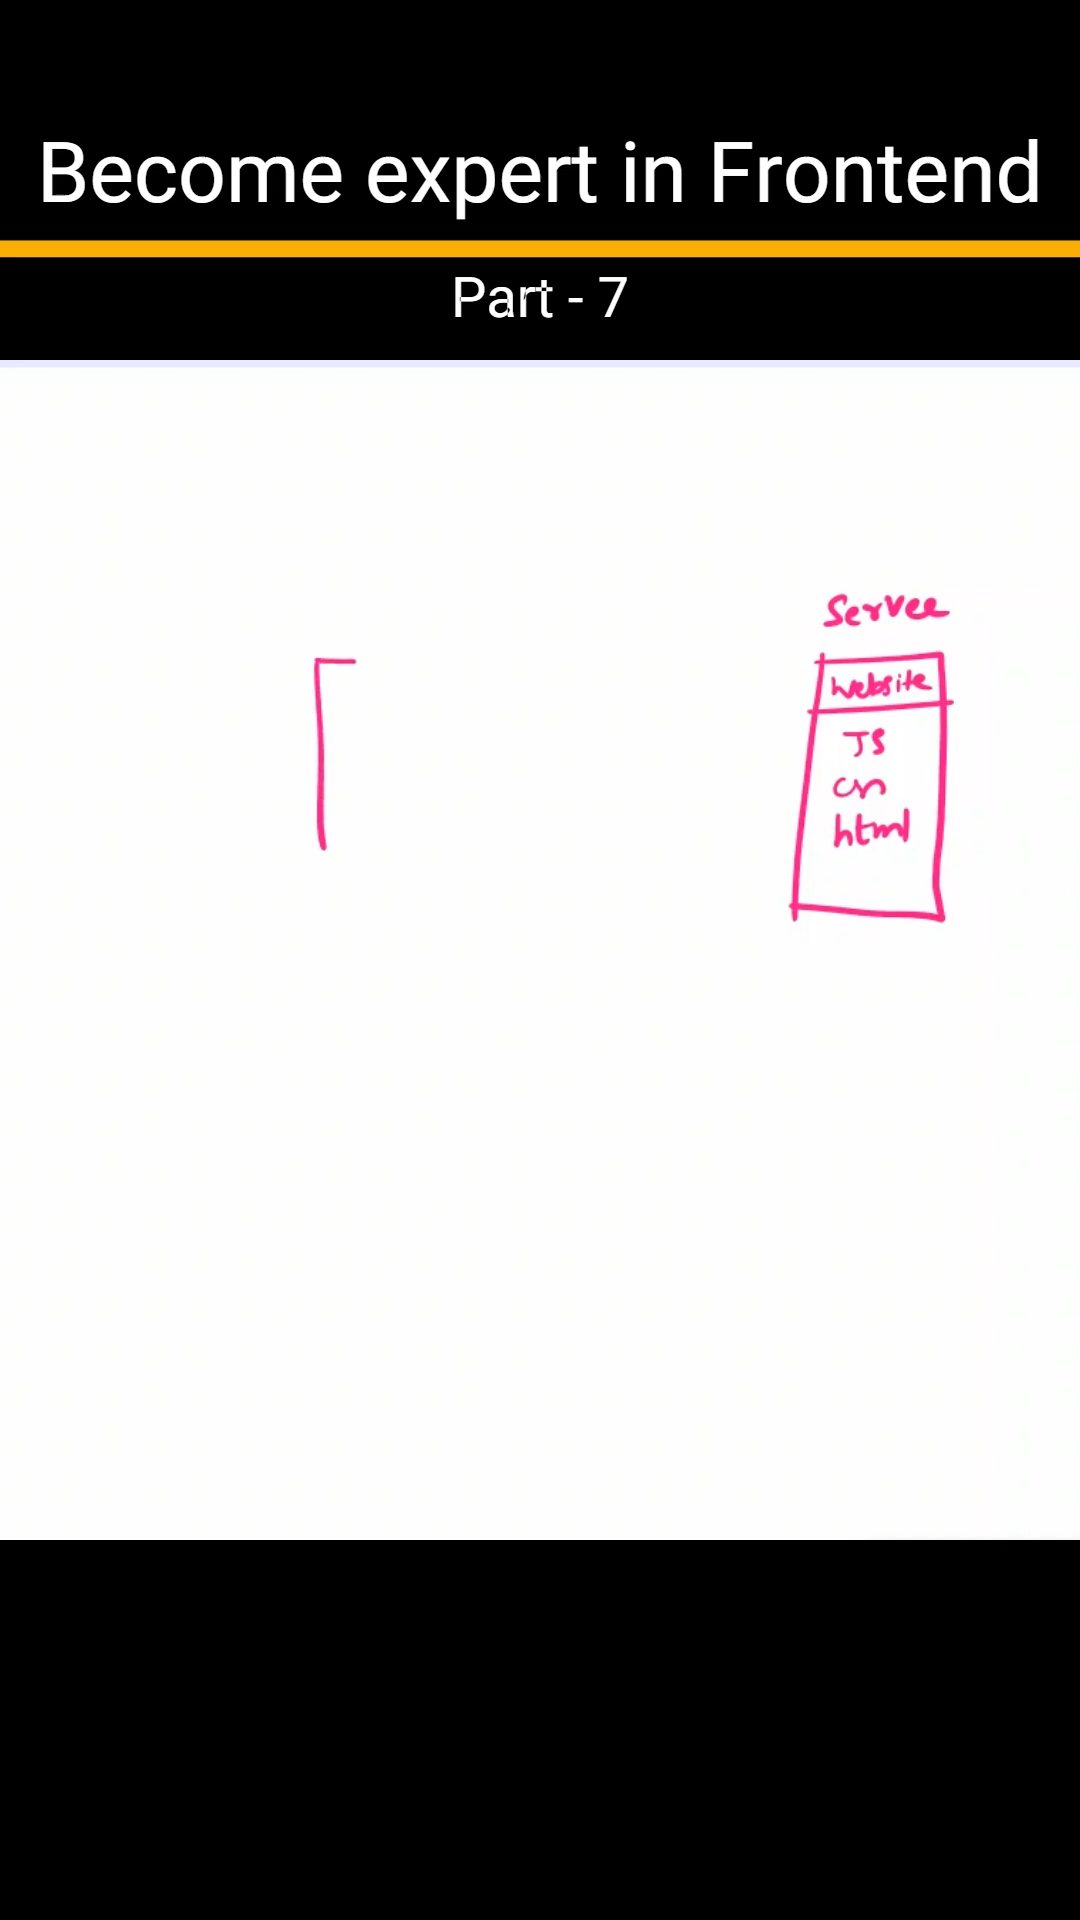 Become expert in Frontend
Part - 7
Server
Website
JS
css
html